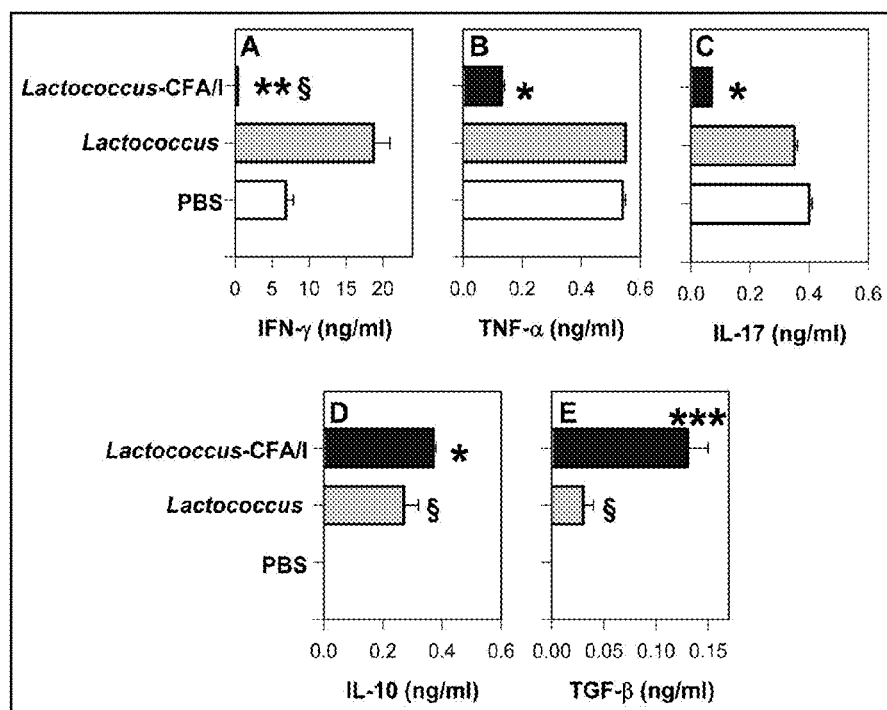 A B C
Lactococcus-CFA/I ** § * *
Lactococcus
PBS
0 5 10 15 20 0.0 0.2 0.4 0.6 0.0 0.2 0.4 0.6
IFN-γ (ng/ml) TNF-α (ng/ml) IL-17 (ng/ml)
D E
Lactococcus-CFA/I * ***
Lactococcus § §
PBS
0.0 0.2 0.4 0.6 0.00 0.05 0.10 0.15
IL-10 (ng/ml) TGF-β (ng/ml)